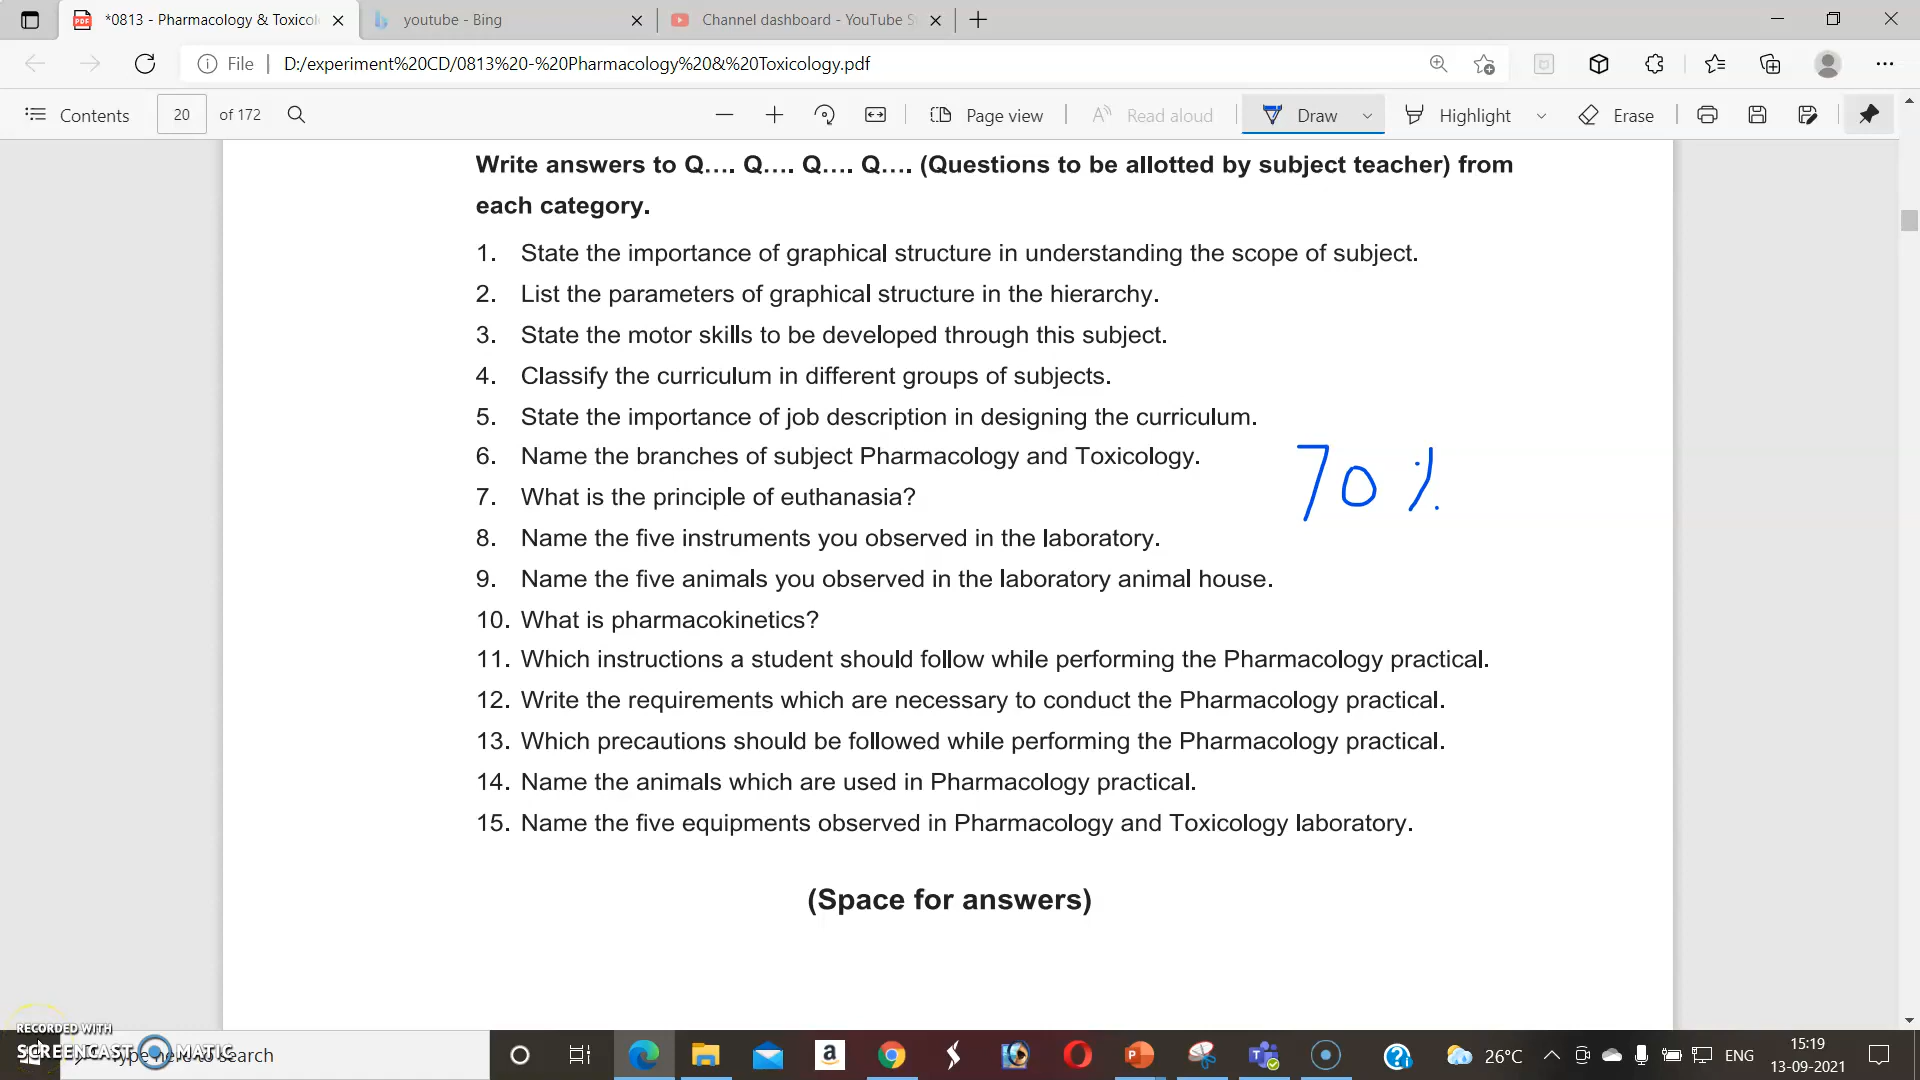 *0813 - Pharmacology & Toxicol
youtube - Bing
Channel dashboard - YouTube S
File
D:/experiment%20CD/0813%20-%20Pharmacology%20&%20Toxicology.pdf
Contents 20 of 172 Page view Read aloud Draw Highlight Erase
Write answers to Q.... Q.... Q.... Q.... (Questions to be allotted by subject teacher) from
each category.
1. State the importance of graphical structure in understanding the scope of subject.
2. List the parameters of graphical structure in the hierarchy.
3. State the motor skills to be developed through this subject.
4. Classify the curriculum in different groups of subjects.
5. State the importance of job description in designing the curriculum.
6. Name the branches of subject Pharmacology and Toxicology.
70 %
7. What is the principle of euthanasia?
8. Name the five instruments you observed in the laboratory.
9. Name the five animals you observed in the laboratory animal house.
10. What is pharmacokinetics?
11. Which instructions a student should follow while performing the Pharmacology practical.
12. Write the requirements which are necessary to conduct the Pharmacology practical.
13. Which precautions should be followed while performing the Pharmacology practical.
14. Name the animals which are used in Pharmacology practical.
15. Name the five equipments observed in Pharmacology and Toxicology laboratory.
(Space for answers)
RECORDED WITH
SCREENCAST MATIC
Type here to search
26°C ENG 15:19
13-09-2021